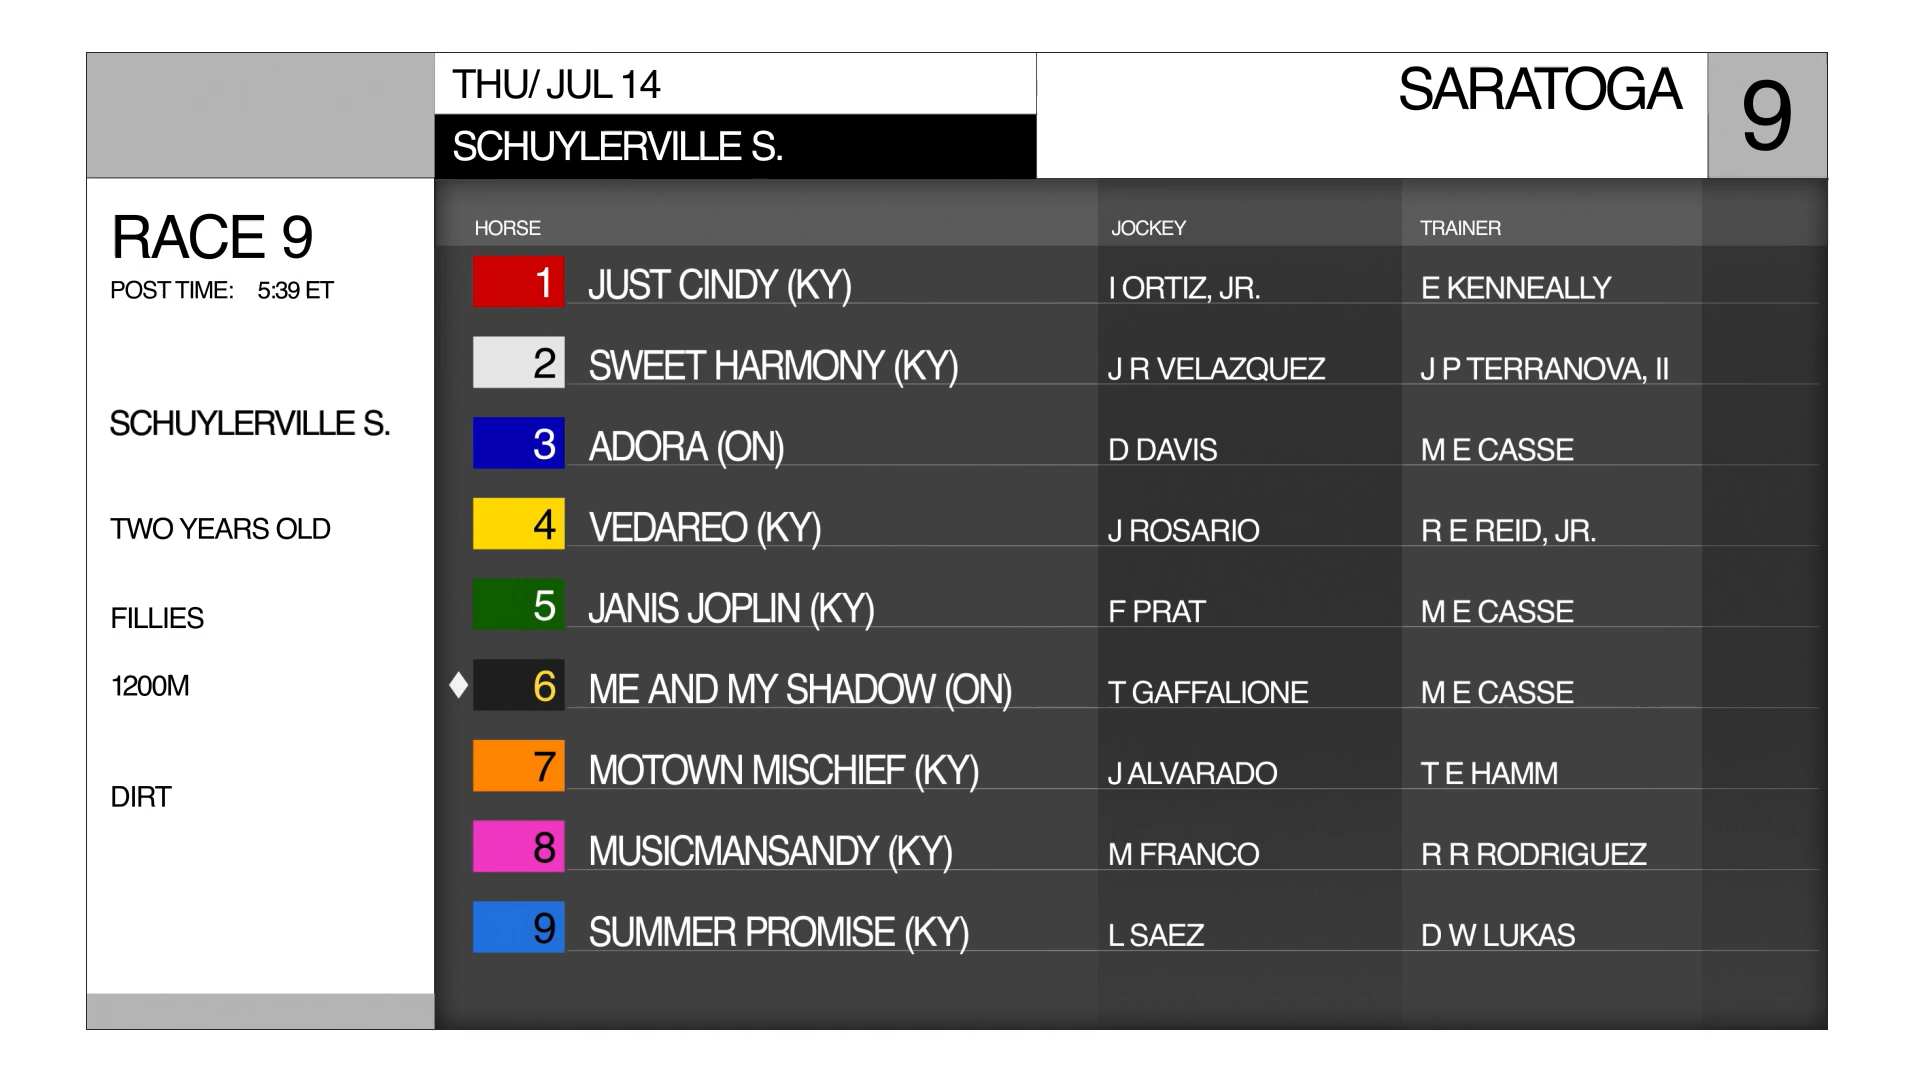 THU/ JUL 14
SCHUYLERVILLE S.
SARATOGA
9
RACE 9
POST TIME: 5:39 ET
SCHUYLERVILLE S.
TWO YEARS OLD
FILLIES
1200M
DIRT
HORSE JOCKEY TRAINER
1 JUST CINDY (KY) I ORTIZ, JR. E KENNEALLY
2 SWEET HARMONY (KY) J R VELAZQUEZ J P TERRANOVA, II
3 ADORA (ON) D DAVIS M E CASSE
4 VEDAREO (KY) J ROSARIO R E REID, JR.
5 JANIS JOPLIN (KY) F PRAT M E CASSE
6 ME AND MY SHADOW (ON) T GAFFALIONE M E CASSE
7 MOTOWN MISCHIEF (KY) J ALVARADO T E HAMM
8 MUSICMANSANDY (KY) M FRANCO R R RODRIGUEZ
9 SUMMER PROMISE (KY) L SAEZ D W LUKAS